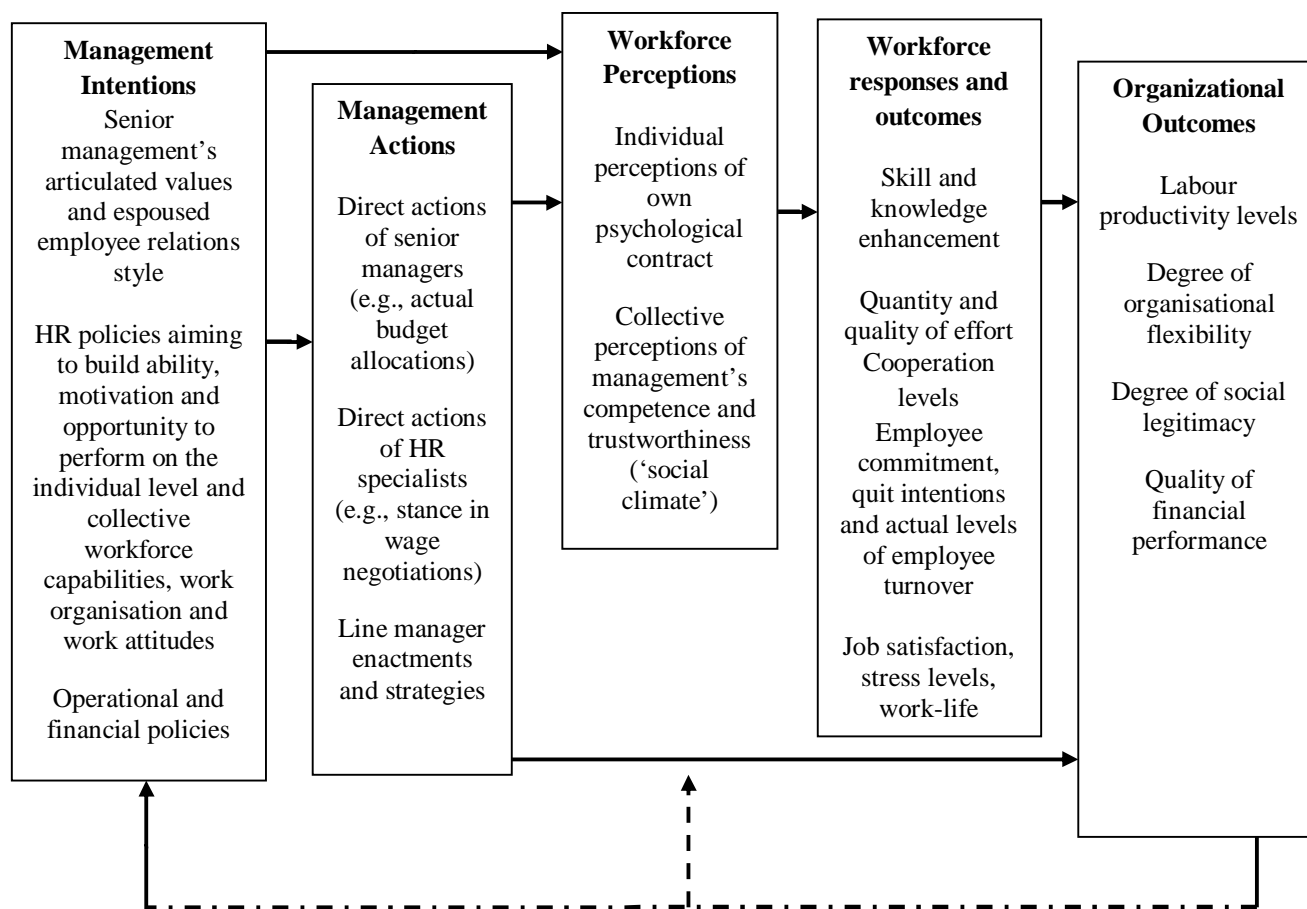 Management
Intentions
Senior
management's
articulated values
and espoused
employee relations
style
HR policies aiming
to build ability,
motivation and
opportunity to
perform on the
individual level and
collective
workforce
capabilities, work
organisation and
work attitudes
Operational and
financial policies
Management
Actions
Direct actions
of senior
managers
(e.g., actual
budget
allocations)
Direct actions
of HR
specialists
(e.g., stance in
wage
negotiations)
Line manager
enactments
and strategies
Workforce
Perceptions
Individual
perceptions of
own
psychological
contract
Collective
perceptions of
management's
competence and
trustworthiness
(‘social
climate’)
Workforce
responses and
outcomes
Skill and
knowledge
enhancement
Quantity and
quality of effort
Cooperation
levels
Employee
commitment,
quit intentions
and actual levels
of employee
turnover
Job satisfaction,
stress levels,
work-life
Organizational
Outcomes
Labour
productivity levels
Degree of
organisational
flexibility
Degree of social
legitimacy
Quality of
financial
performance